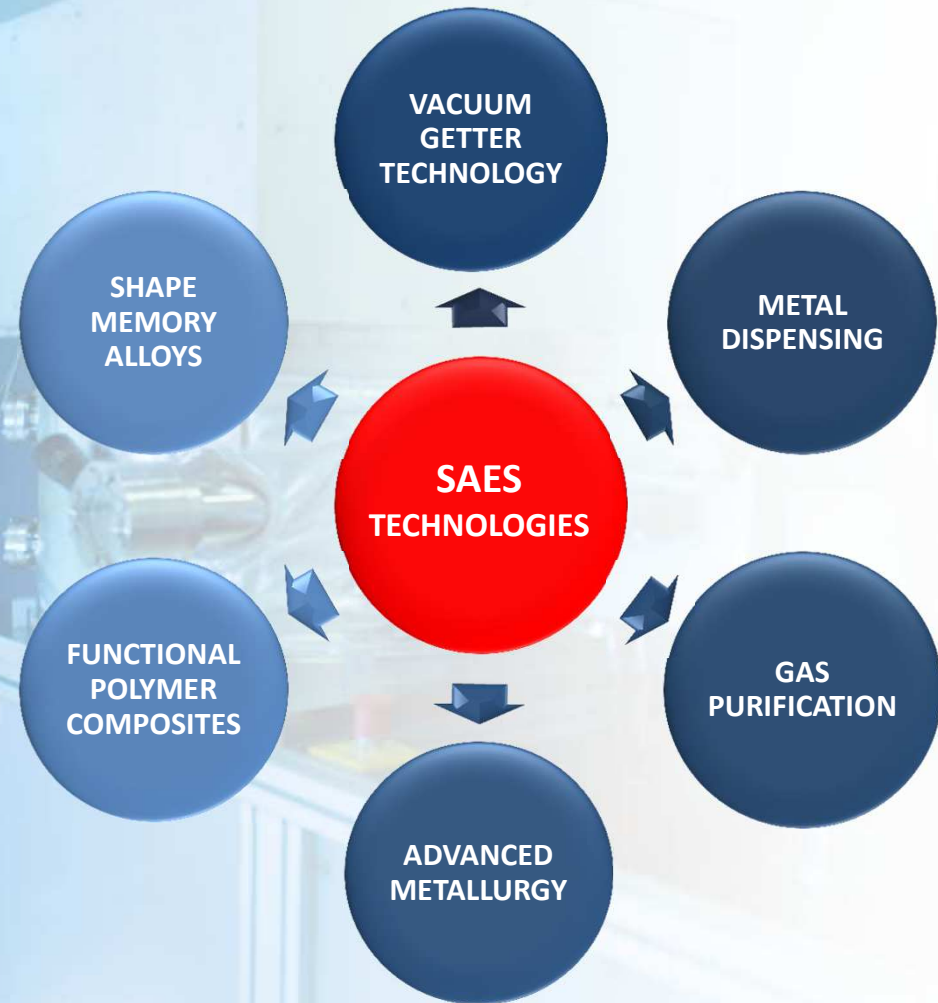 VACUUM
GETTER
TECHNOLOGY
METAL
DISPENSING
GAS
PURIFICATION
ADVANCED
METALLURGY
FUNCTIONAL
POLYMER
COMPOSITES
SHAPE
MEMORY
ALLOYS
SAES
TECHNOLOGIES